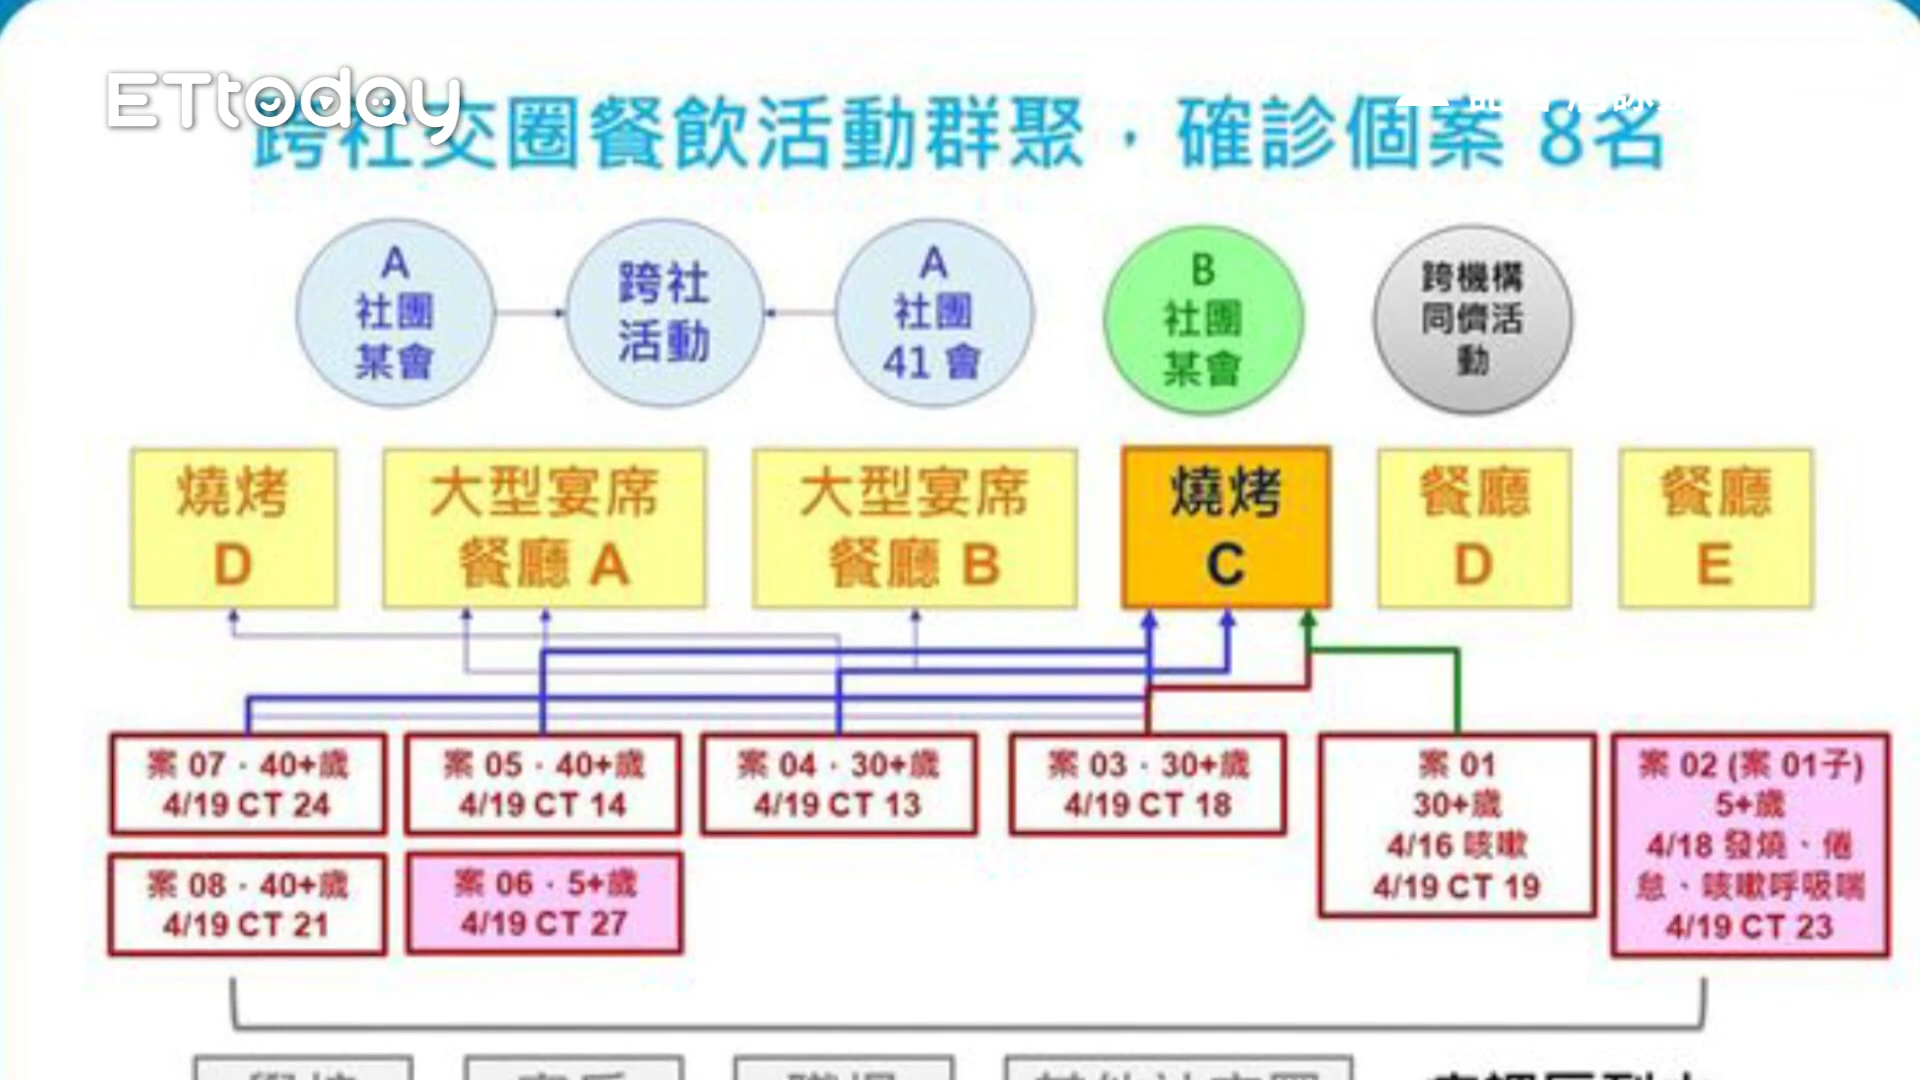 ETtoday
跨社交圈餐飲活動群聚，確診個案 8名
A
社團
某會
跨社
活動
A
社團
41 會
B
社團
某會
跨機構
同儕活
動
燒烤
D
大型宴席
餐廳 A
大型宴席
餐廳 B
燒烤
C
餐廳
D
餐廳
E
案 07．40+歲
4/19 CT 24
案 05．40+歲
4/19 CT 14
案 04．30+歲
4/19 CT 13
案 03．30+歲
4/19 CT 18
案 01
30+歲
4/16 咳嗽
4/19 CT 19
案 02 (案 01子)
5+歲
4/18 發燒、倦
怠、咳嗽呼吸喘
4/19 CT 23
案 08．40+歲
4/19 CT 21
案 06．5+歲
4/19 CT 27